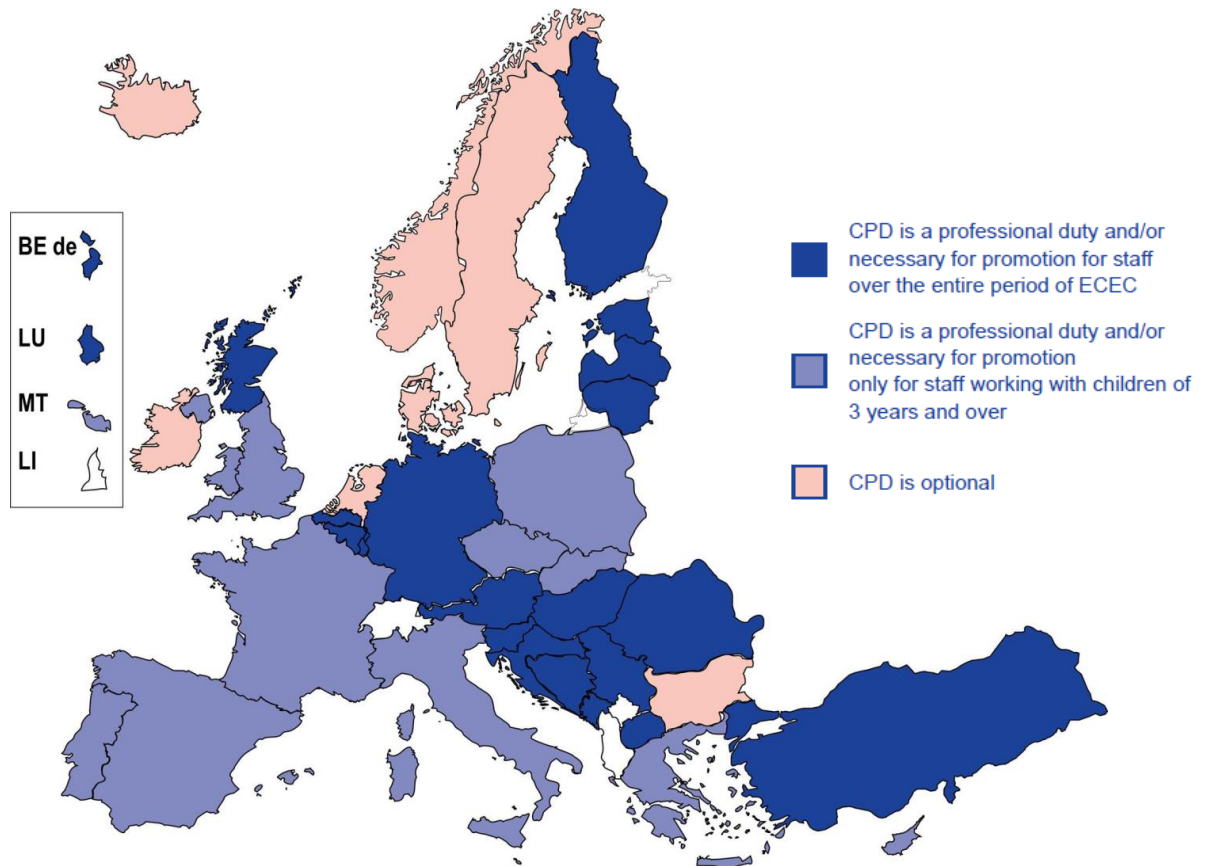 BE de
LU
MT
LI
CPD is a professional duty and/or
necessary for promotion for staff
over the entire period of ECEC
CPD is a professional duty and/or
necessary for promotion
only for staff working with children of
3 years and over
CPD is optional